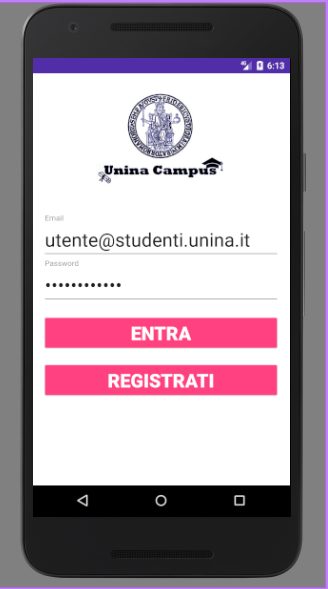 6:13
Unina Campus
Email
utente@studenti.unina.it
Password
••••••••••••
ENTRA
REGISTRATI